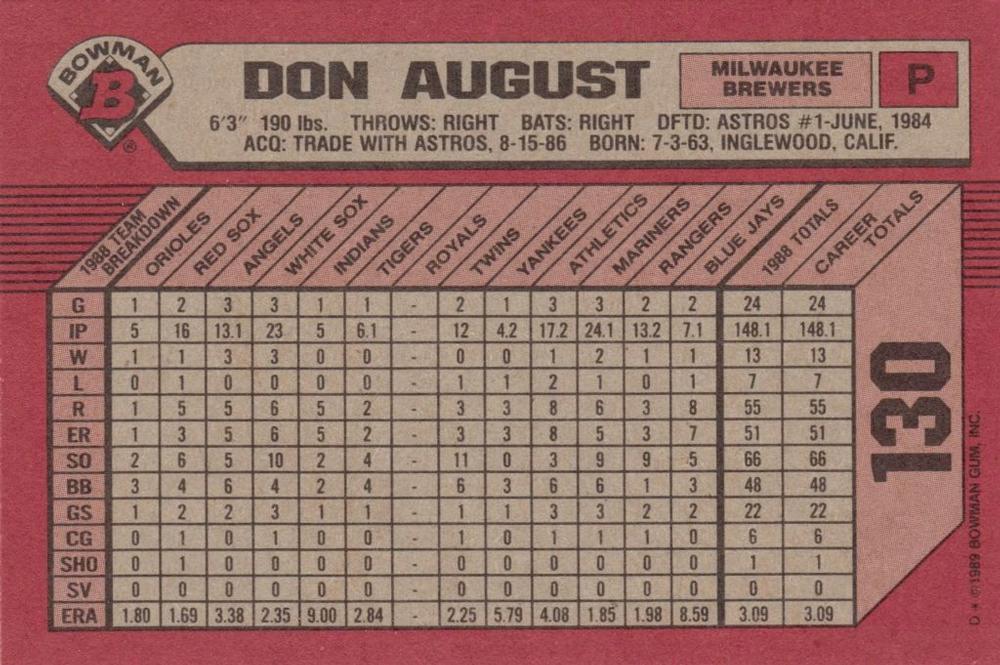 BOWMAN
B
®
DON AUGUST
MILWAUKEE
BREWERS
P
6'3" 190 lbs. THROWS: RIGHT BATS: RIGHT DFTD: ASTROS #1-JUNE, 1984
ACQ: TRADE WITH ASTROS, 8-15-86 BORN: 7-3-63, INGLEWOOD, CALIF.
1988 TEAM BREAKDOWN ORIOLES RED SOX ANGELS WHITE SOX INDIANS TIGERS ROYALS TWINS YANKEES ATHLETICS MARINERS RANGERS BLUE JAYS 1988 TOTALS CAREER TOTALS
G 1 2 3 3 1 1 - 2 1 3 3 2 2 24 24
IP 5 16 13.1 23 5 6.1 - 12 4.2 17.2 24.1 13.2 7.1 148.1 148.1
W 1 1 3 3 0 0 - 0 0 1 2 1 1 13 13
L 0 1 0 0 0 0 - 1 1 2 1 0 1 7 7
R 1 5 5 6 5 2 - 3 3 8 6 3 8 55 55
ER 1 3 5 6 5 2 - 3 3 8 5 3 7 51 51
SO 2 6 5 10 2 4 - 11 0 3 9 9 5 66 66
BB 3 4 6 4 2 4 - 6 3 6 6 1 3 48 48
GS 1 2 2 3 1 1 - 1 1 3 3 2 2 22 22
CG 0 1 0 1 0 0 - 1 0 1 1 1 0 6 6
SHO 0 1 0 0 0 0 - 0 0 0 0 0 0 1 1
SV 0 0 0 0 0 0 - 0 0 0 0 0 0 0 0
ERA 1.80 1.69 3.38 2.35 9.00 2.84 - 2.25 5.79 4.08 1.85 1.98 8.59 3.09 3.09
130
D * ©1989 BOWMAN GUM, INC.